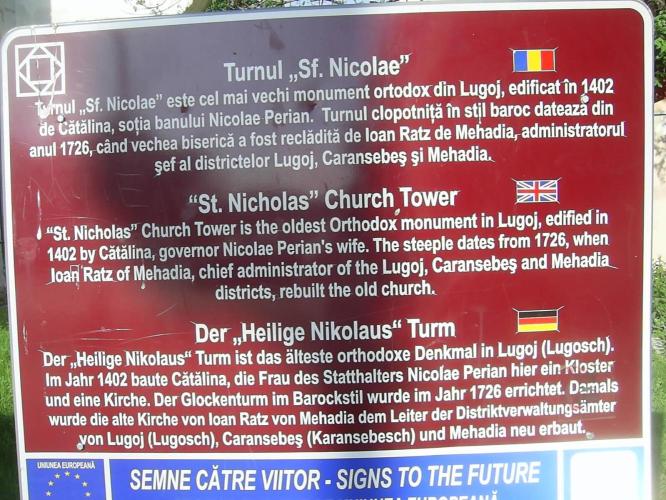 Turnul „Sf. Nicolae”
Turnul „Sf. Nicolae” este cel mai vechi monument ortodox din Lugoj, edificat în 1402
de Cătălina, soția banului Nicolae Perian. Turnul clopotniță în stil baroc datează din
anul 1726, când vechea biserică a fost reclădită de Ioan Ratz de Mehadia, administratorul
șef al districtelor Lugoj, Caransebeș și Mehadia.
“St. Nicholas” Church Tower
“St. Nicholas” Church Tower is the oldest Orthodox monument in Lugoj, edified in
1402 by Cătălina, governor Nicolae Perian's wife. The steeple dates from 1726, when
Ioan Ratz of Mehadia, chief administrator of the Lugoj, Caransebeș and Mehadia
districts, rebuilt the old church.
Der „Heilige Nikolaus“ Turm
Der „Heilige Nikolaus“ Turm ist das älteste orthodoxe Denkmal in Lugoj (Lugosch).
Im Jahr 1402 baute Cătălina, die Frau des Statthalters Nicolae Perian hier ein Kloster
und eine Kirche. Der Glockenturm im Barockstil wurde im Jahr 1726 errichtet. Damals
wurde die alte Kirche von Ioan Ratz von Mehadia dem Leiter der Distriktverwaltungsämter
von Lugoj (Lugosch), Caransebeș (Karansebesch) und Mehadia neu erbaut.
UNIUNEA EUROPEANĂ
SEMNE CĂTRE VIITOR - SIGNS TO THE FUTURE
UNIUNEA EUROPEANĂ